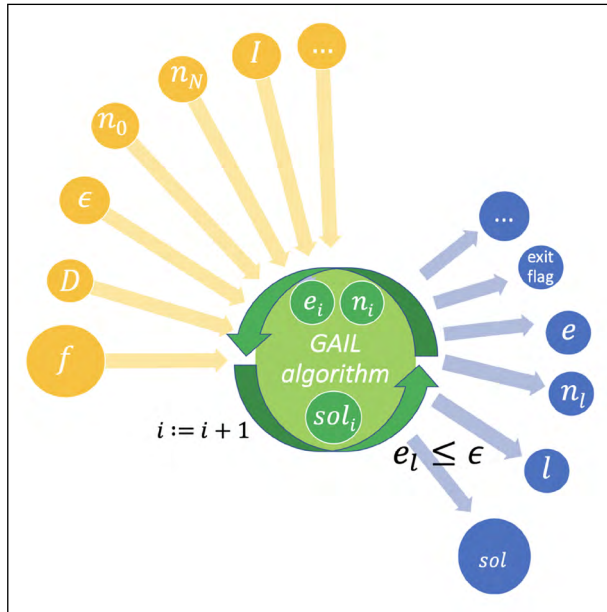 ...
I
n_N
n_0
ϵ
D
f
e_i n_i
GAIL
algorithm
sol_i
i := i + 1
e_l ≤ ϵ
...
exit
flag
e
n_l
l
sol